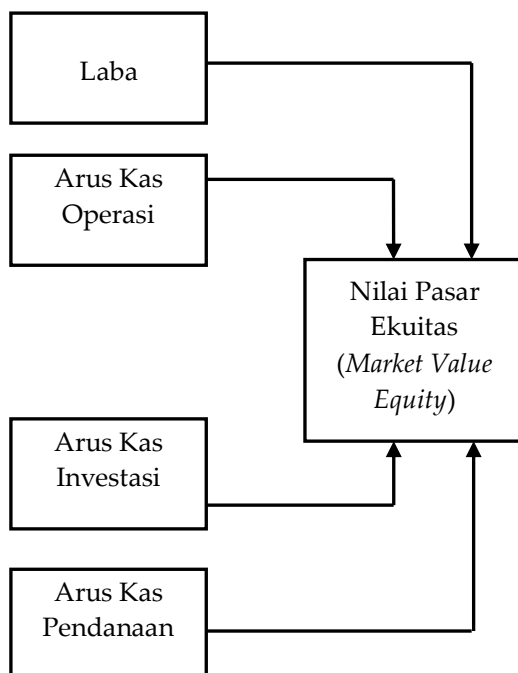 Laba
Arus Kas
Operasi
Nilai Pasar
Ekuitas
(Market Value
Equity)
Arus Kas
Investasi
Arus Kas
Pendanaan